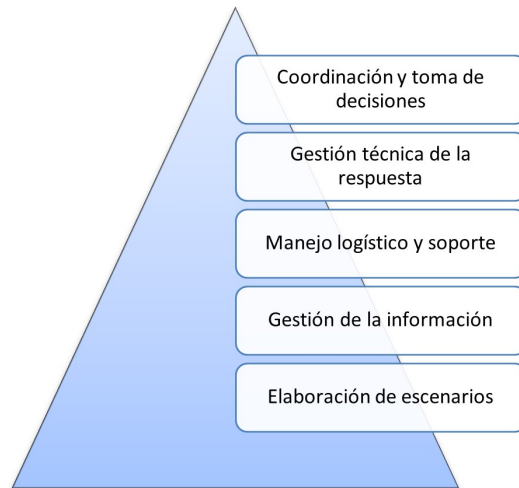 Coordinación y toma de
decisiones
Gestión técnica de la
respuesta
Manejo logístico y soporte
Gestión de la información
Elaboración de escenarios